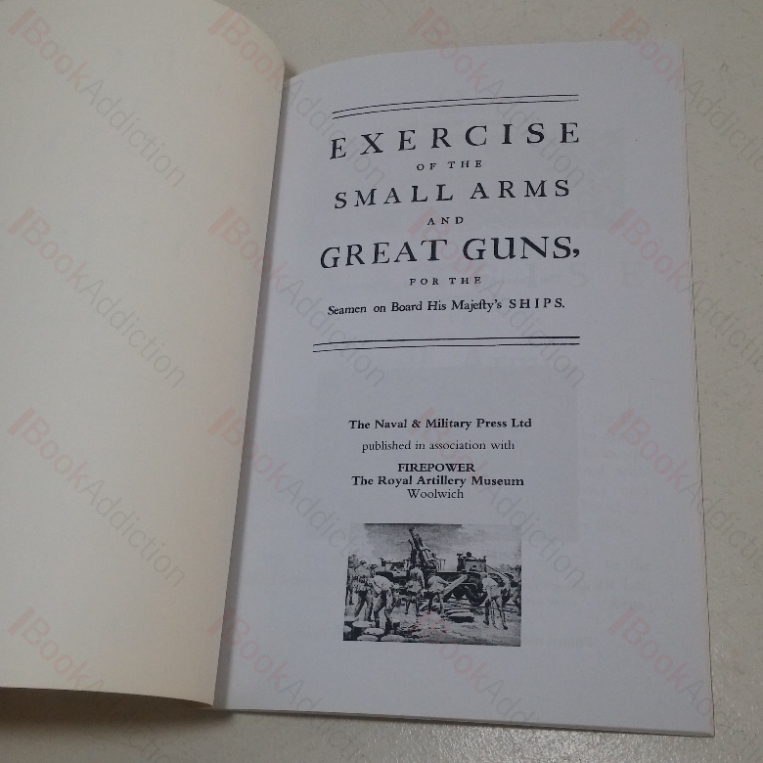 EXERCISE
OF THE
SMALL ARMS
AND
GREAT GUNS,
FOR THE
Seamen on Board His Majeſty's SHIPS.
The Naval & Military Press Ltd
published in association with
FIREPOWER
The Royal Artillery Museum
Woolwich
BookAddiction